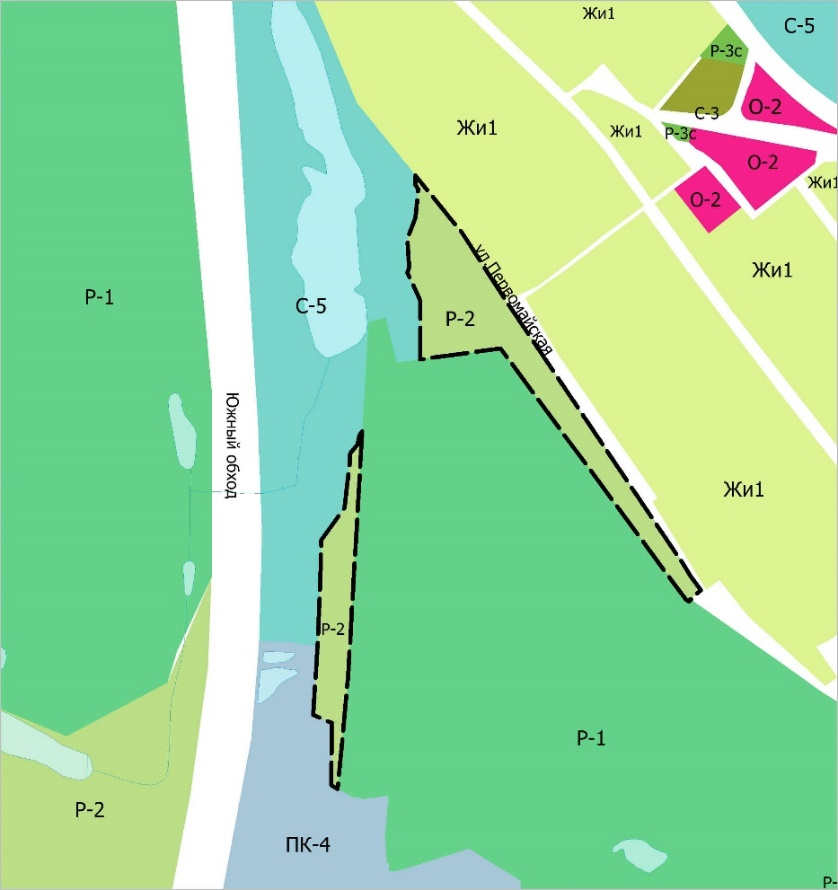 Жи1
С-5
Р-3с
О-2
С-3
Жи1
Жи1
Р-3с
О-2
Жи1
О-2
Жи1
Р-1
С-5
Р-2
ул.Первомайская
Южный обход
Жи1
Р-2
Р-1
Р-2
ПК-4
Р-